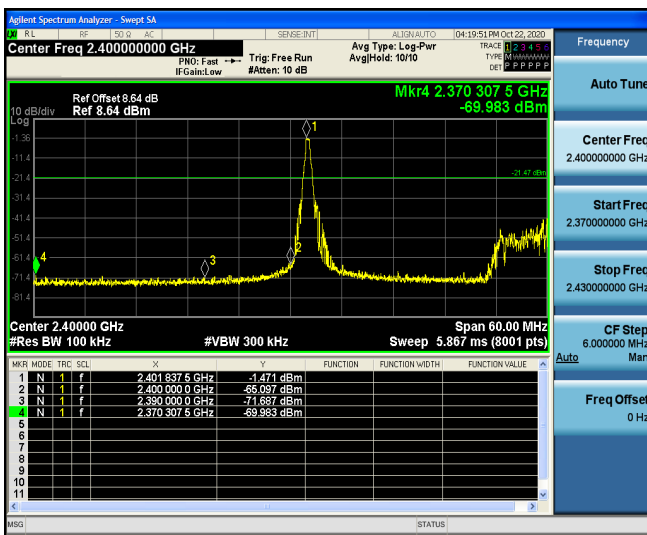 Agilent Spectrum Analyzer - Swept SA
RL RF 50 Ω AC SENSE:INT ALIGN AUTO 04:19:51 PM Oct 22, 2020
Center Freq 2.400000000 GHz
PNO: Fast
IFGain:Low
Trig: Free Run
#Atten: 10 dB
Avg Type: Log-Pwr
Avg|Hold: 10/10
TRACE 1 2 3 4 5 6
TYPE M
DET P P P P P P
Mkr4 2.370 307 5 GHz
-69.983 dBm
Ref Offset 8.64 dB
10 dB/div Ref 8.64 dBm
Log
1
-1.36
-11.4
-21.4
-21.47 dBm
-31.4
-41.4
-51.4
-61.4
4
3
2
-71.4
-81.4
Center 2.40000 GHz Span 60.00 MHz
#Res BW 100 kHz #VBW 300 kHz Sweep 5.867 ms (8001 pts)
MKR MODE TRC SCL X Y FUNCTION FUNCTION WIDTH FUNCTION VALUE
1 N 1 f 2.401 837 5 GHz -1.471 dBm
2 N 1 f 2.400 000 0 GHz -65.097 dBm
3 N 1 f 2.390 000 0 GHz -71.687 dBm
4 N 1 f 2.370 307 5 GHz -69.983 dBm
5
6
7
8
9
10
11
MSG STATUS
Frequency
Auto Tune
Center Freq
2.400000000 GHz
Start Freq
2.370000000 GHz
Stop Freq
2.430000000 GHz
CF Step
6.000000 MHz
Auto Man
Freq Offset
0 Hz